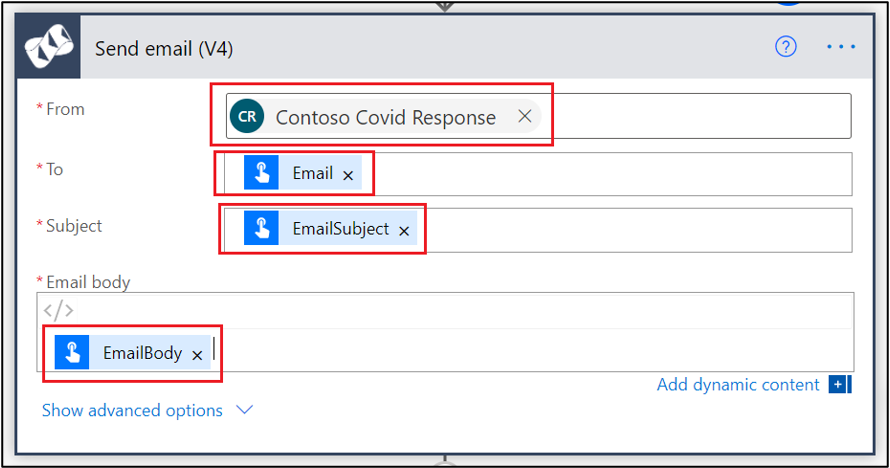 Send email (V4)
* From CR Contoso Covid Response ×
* To Email ×
* Subject EmailSubject ×
* Email body
</>
EmailBody ×
Add dynamic content
Show advanced options